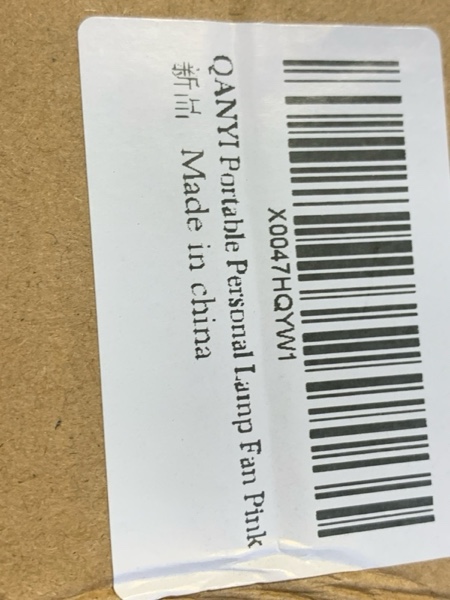 X0047HQYW1
QANYI Portable Personal Lamp Fan Pink
新品 Made in china